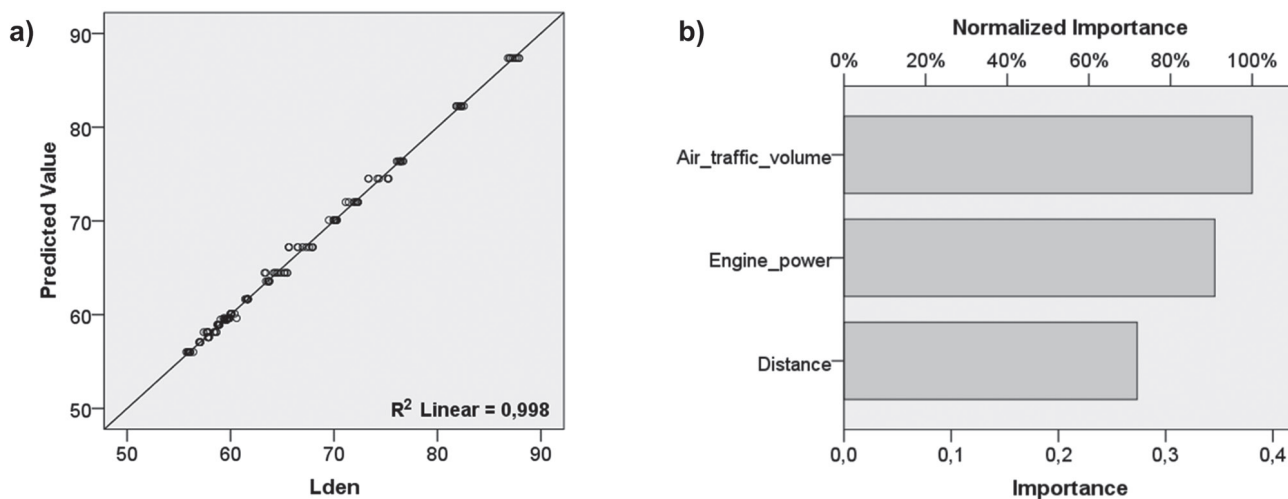 a)
90
80
70
60
50
Predicted Value
R² Linear = 0,998
50 60 70 80 90
Lden
b)
Normalized Importance
0% 20% 40% 60% 80% 100%
Air_traffic_volume
Engine_power
Distance
0,0 0,1 0,2 0,3 0,4
Importance